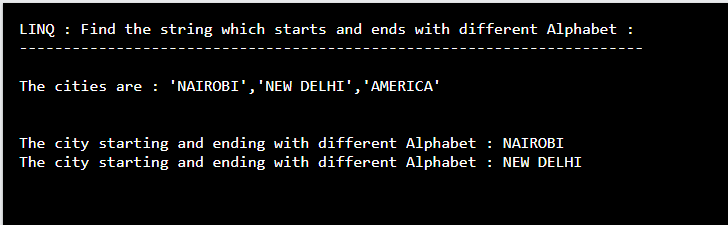 LINQ : Find the string which starts and ends with different Alphabet :
----------------------------------------------------------------------
The cities are : 'NAIROBI','NEW DELHI','AMERICA'
The city starting and ending with different Alphabet : NAIROBI
The city starting and ending with different Alphabet : NEW DELHI